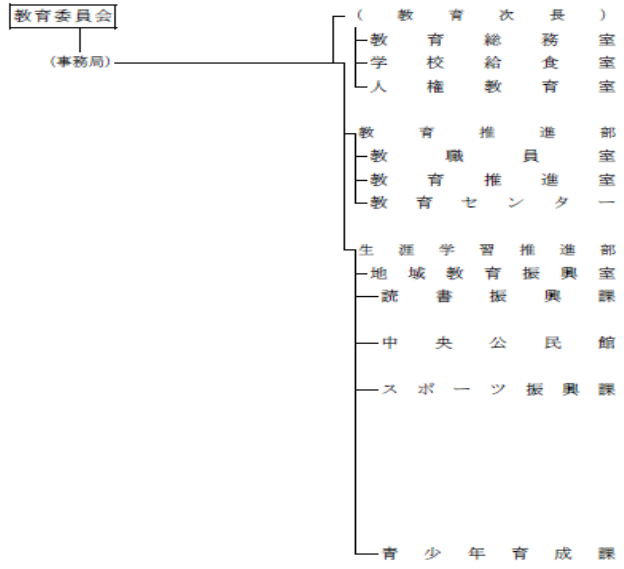 教育委員会
(事務局)
(教育次長)
教育総務室
学校給食室
人権教育室
教育推進部
教職員室
教育推進室
教育センター
生涯学習推進部
地域教育振興室
読書振興課
中央公民館
スポーツ振興課
青少年育成課